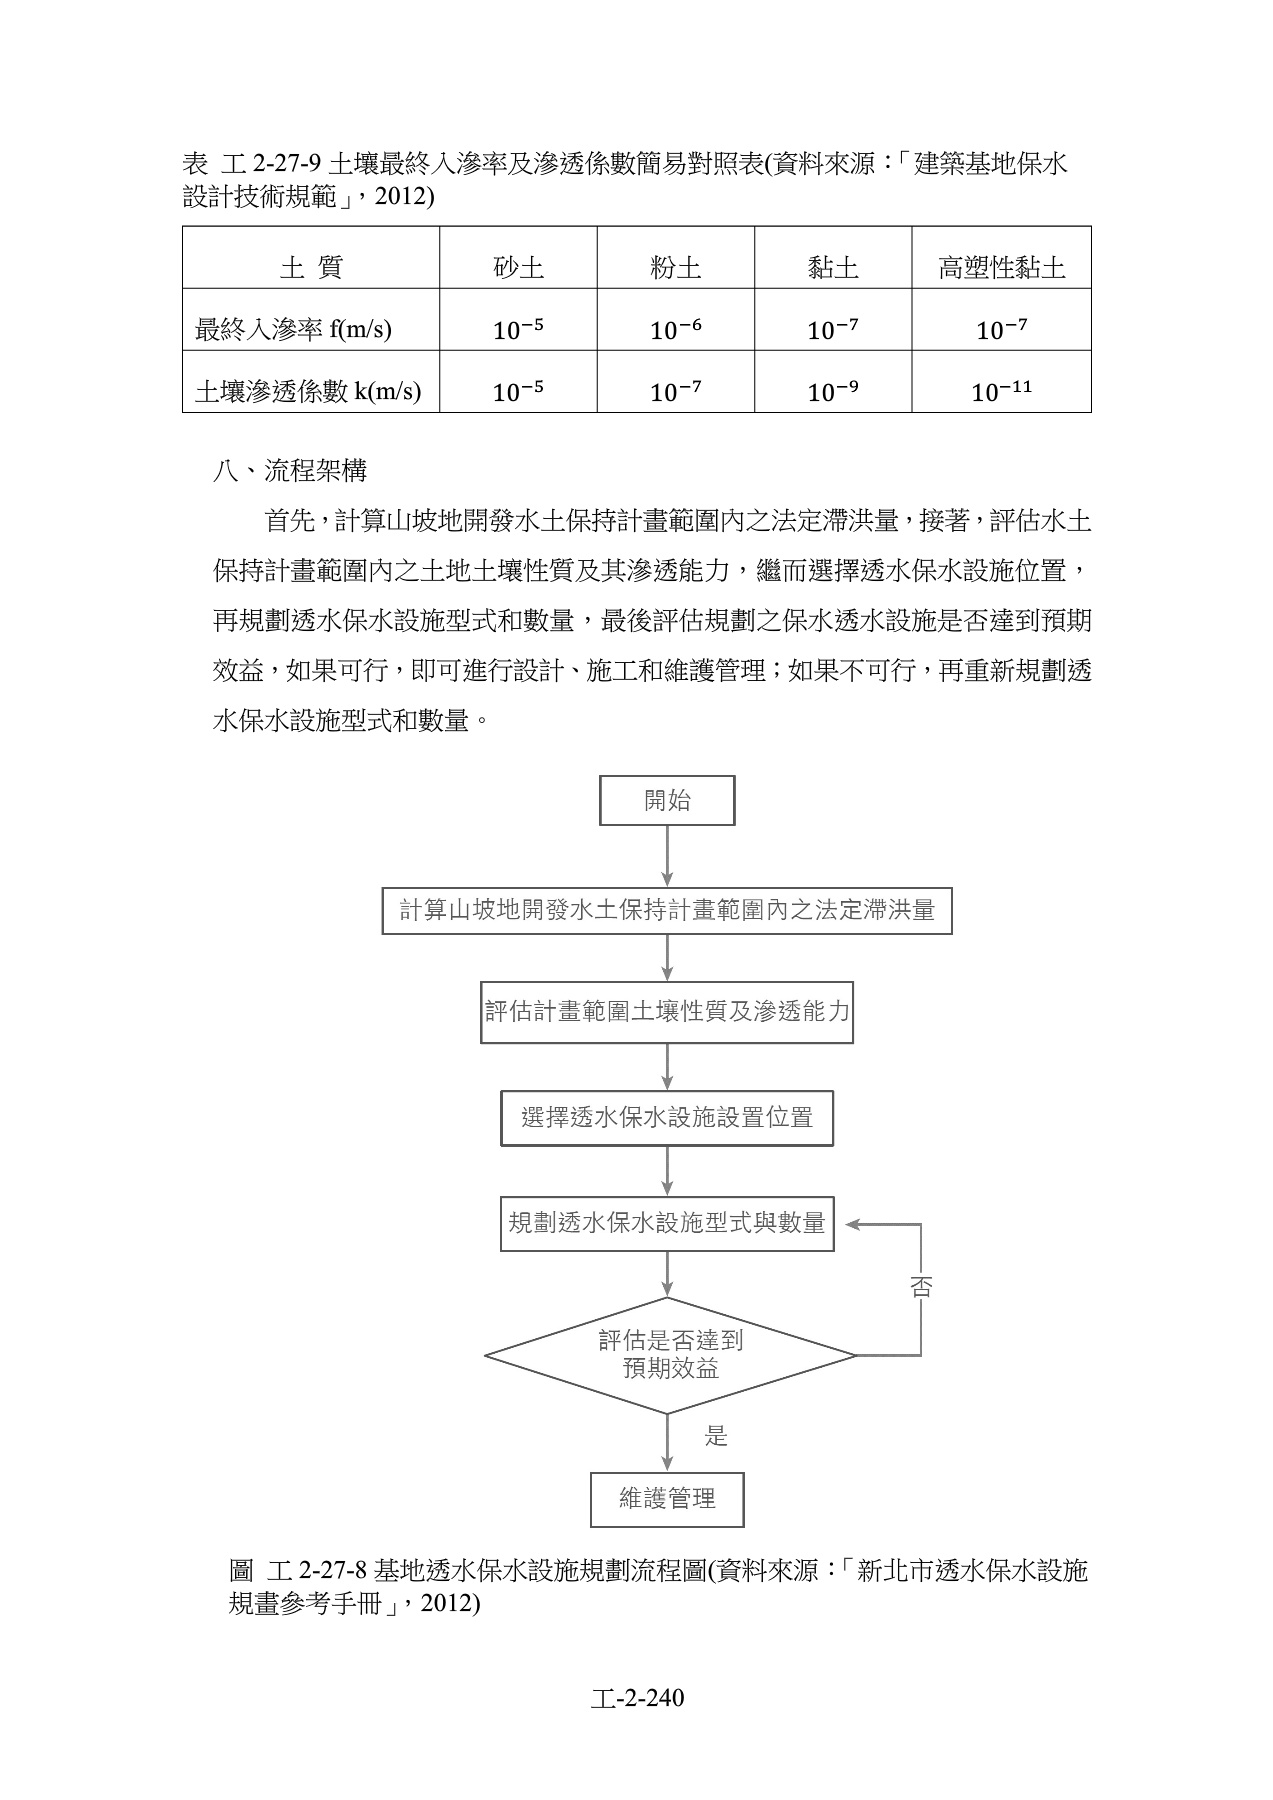 表 工 2-27-9 土壤最終入滲率及滲透係數簡易對照表(資料來源：「建築基地保水
設計技術規範」，2012)
土 質 砂土 粉土 黏土 高塑性黏土
最終入滲率 f(m/s) 10⁻⁵ 10⁻⁶ 10⁻⁷ 10⁻⁷
土壤滲透係數 k(m/s) 10⁻⁵ 10⁻⁷ 10⁻⁹ 10⁻¹¹
八、流程架構
首先，計算山坡地開發水土保持計畫範圍內之法定滯洪量，接著，評估水土
保持計畫範圍內之土地土壤性質及其滲透能力，繼而選擇透水保水設施位置，
再規劃透水保水設施型式和數量，最後評估規劃之保水透水設施是否達到預期
效益，如果可行，即可進行設計、施工和維護管理；如果不可行，再重新規劃透
水保水設施型式和數量。
開始
計算山坡地開發水土保持計畫範圍內之法定滯洪量
評估計畫範圍土壤性質及滲透能力
選擇透水保水設施設置位置
規劃透水保水設施型式與數量
否
評估是否達到
預期效益
是
維護管理
圖 工 2-27-8 基地透水保水設施規劃流程圖(資料來源：「新北市透水保水設施
規畫參考手冊」，2012)
工-2-240